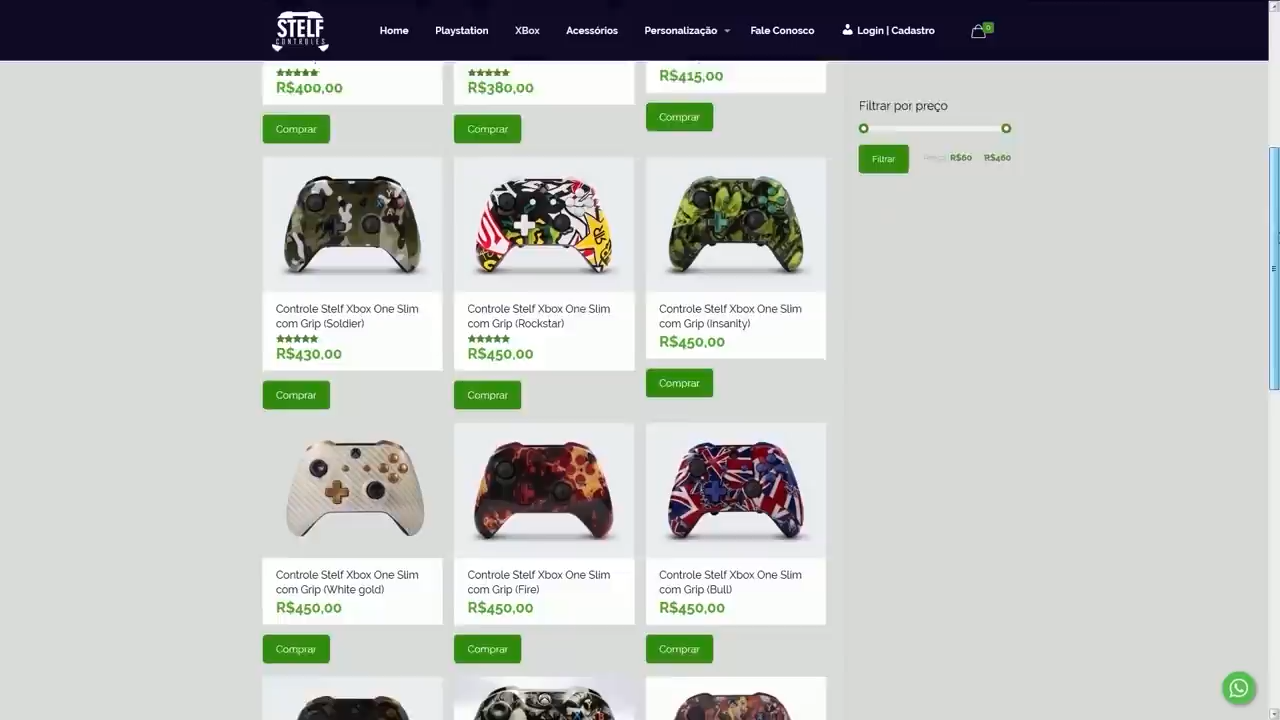 STELF
CONTROLES
Home
Playstation
XBox
Acessórios
Personalização
Fale Conosco
Login | Cadastro
0
R$400,00
R$380,00
R$415,00
Comprar
Comprar
Comprar
Filtrar por preço
Filtrar
Preço: R$60
R$460
Controle Stelf Xbox One Slim
com Grip (Soldier)
R$430,00
Comprar
Controle Stelf Xbox One Slim
com Grip (Rockstar)
R$450,00
Comprar
Controle Stelf Xbox One Slim
com Grip (Insanity)
R$450,00
Comprar
Controle Stelf Xbox One Slim
com Grip (White gold)
R$450,00
Comprar
Controle Stelf Xbox One Slim
com Grip (Fire)
R$450,00
Comprar
Controle Stelf Xbox One Slim
com Grip (Bull)
R$450,00
Comprar